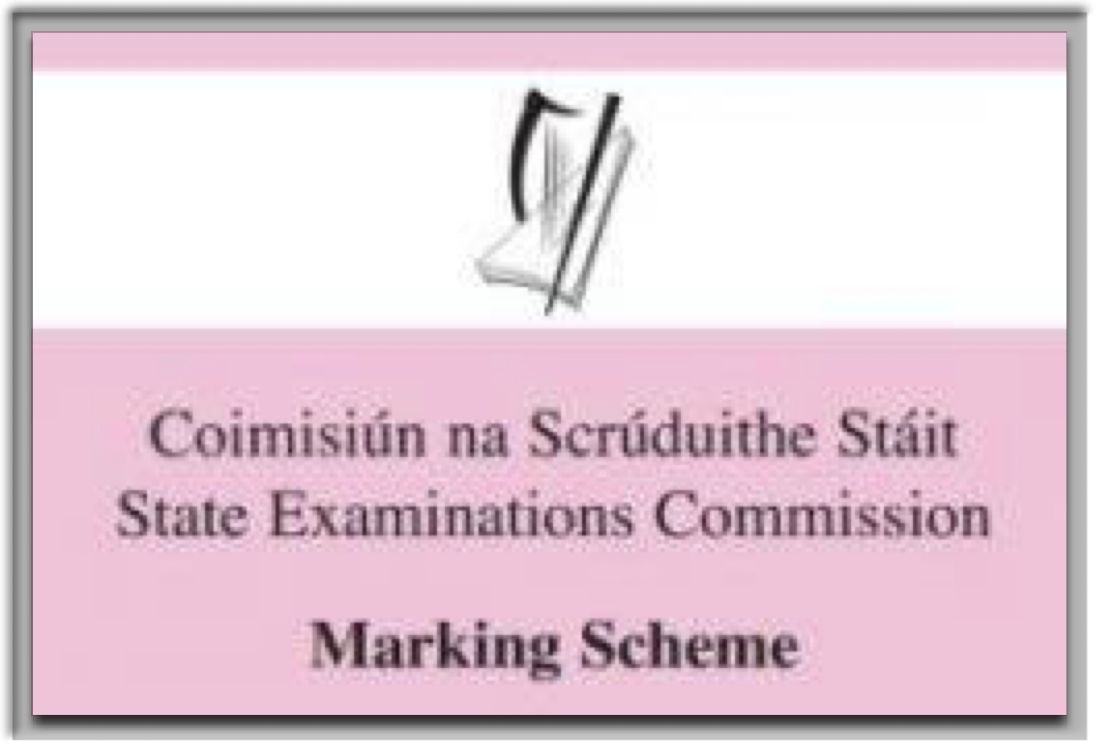 Coimisiún na Scrúduithe Stáit
State Examinations Commission
Marking Scheme